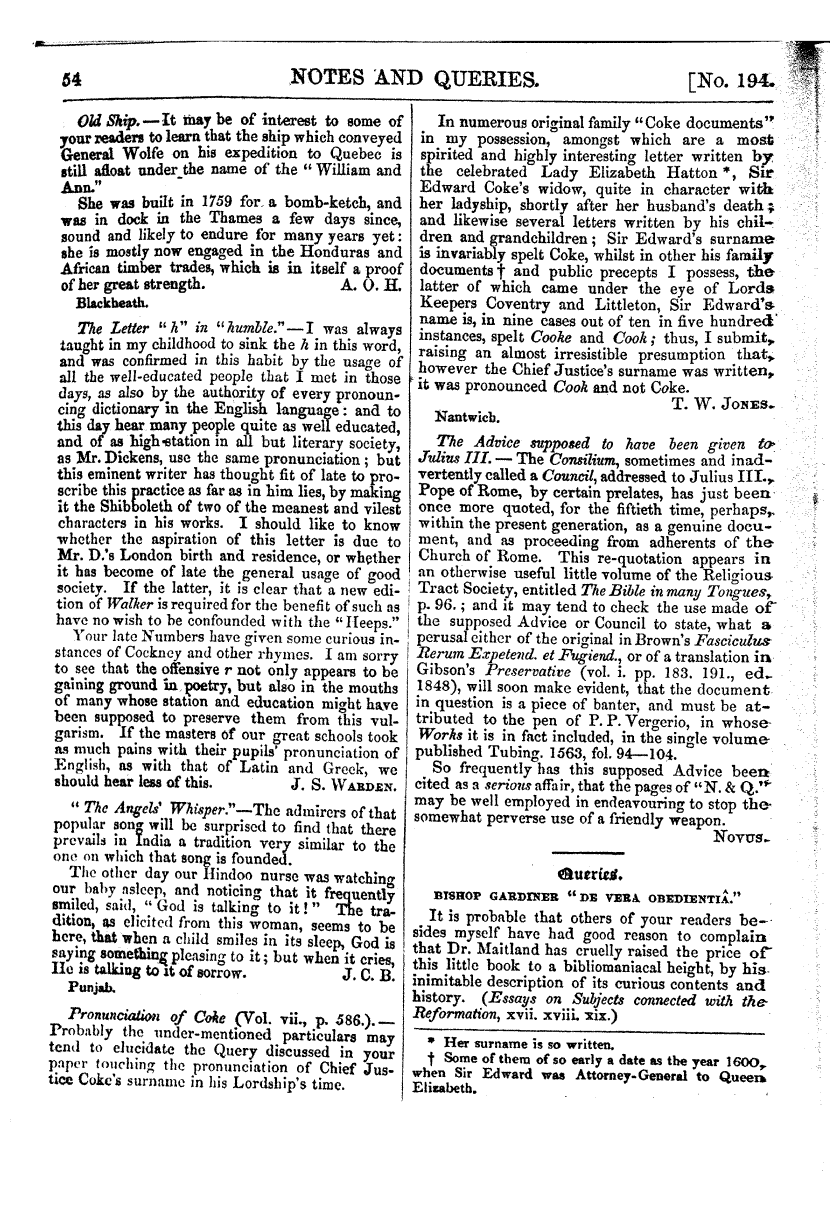 54 NOTES AND QUERIES. [No. 194.
Old Ship. — It may be of interest to some of
your readers to learn that the ship which conveyed
General Wolfe on his expedition to Quebec is
still afloat under the name of the "William and
Ann."
She was built in 1759 for a bomb-ketch, and
was in dock in the Thames a few days since,
sound and likely to endure for many years yet:
she is mostly now engaged in the Honduras and
African timber trades, which is in itself a proof
of her great strength. A. O. H.
Blackheath.
The Letter "h" in "humble."—I was always
taught in my childhood to sink the h in this word,
and was confirmed in this habit by the usage of
all the well-educated people that I met in those
days, as also by the authority of every pronoun-
cing dictionary in the English language: and to
this day hear many people quite as well educated,
and of as high station in all but literary society,
as Mr. Dickens, use the same pronunciation; but
this eminent writer has thought fit of late to pro-
scribe this practice as far as in him lies, by making
it the Shibboleth of two of the meanest and vilest
characters in his works. I should like to know
whether the aspiration of this letter is due to
Mr. D.'s London birth and residence, or whether
it has become of late the general usage of good
society. If the latter, it is clear that a new edi-
tion of Walker is required for the benefit of such as
have no wish to be confounded with the "Heeps."
Your late Numbers have given some curious in-
stances of Cockney and other rhymes. I am sorry
to see that the offensive r not only appears to be
gaining ground in poetry, but also in the mouths
of many whose station and education might have
been supposed to preserve them from this vul-
garism. If the masters of our great schools took
as much pains with their pupils' pronunciation of
English, as with that of Latin and Greek, we
should hear less of this. J. S. WARDEN.
"The Angels' Whisper."—The admirers of that
popular song will be surprised to find that there
prevails in India a tradition very similar to the
one on which that song is founded.
The other day our Hindoo nurse was watching
our baby asleep, and noticing that it frequently
smiled, said, "God is talking to it!" The tra-
dition, as elicited from this woman, seems to be
here, that when a child smiles in its sleep, God is
saying something pleasing to it; but when it cries,
He is talking to it of sorrow. J. C. B.
Punjab.
Pronunciation of Coke (Vol. vii., p. 586.).—
Probably the under-mentioned particulars may
tend to elucidate the Query discussed in your
paper touching the pronunciation of Chief Jus-
tice Coke's surname in his Lordship's time.
In numerous original family "Coke documents"
in my possession, amongst which are a most
spirited and highly interesting letter written by
the celebrated Lady Elizabeth Hatton *, Sir
Edward Coke's widow, quite in character with
her ladyship, shortly after her husband's death;
and likewise several letters written by his chil-
dren and grandchildren; Sir Edward's surname
is invariably spelt Coke, whilst in other his family
documents † and public precepts I possess, the
latter of which came under the eye of Lords
Keepers Coventry and Littleton, Sir Edward's
name is, in nine cases out of ten in five hundred
instances, spelt Cooke and Cook; thus, I submit,
raising an almost irresistible presumption that,
however the Chief Justice's surname was written,
it was pronounced Cook and not Coke.
T. W. JONES.
Nantwich.
The Advice supposed to have been given to
Julius III. — The Consilium, sometimes and inad-
vertently called a Council, addressed to Julius III.,
Pope of Rome, by certain prelates, has just been
once more quoted, for the fiftieth time, perhaps,
within the present generation, as a genuine docu-
ment, and as proceeding from adherents of the
Church of Rome. This re-quotation appears in
an otherwise useful little volume of the Religious
Tract Society, entitled The Bible in many Tongues,
p. 96.; and it may tend to check the use made of
the supposed Advice or Council to state, what a
perusal either of the original in Brown's Fasciculus
Rerum Expetend. et Fugiend., or of a translation in
Gibson's Preservative (vol. i. pp. 183. 191., ed.
1848), will soon make evident, that the document
in question is a piece of banter, and must be at-
tributed to the pen of P. P. Vergerio, in whose
Works it is in fact included, in the single volume
published Tubing. 1563, fol. 94—104.
So frequently has this supposed Advice been
cited as a serious affair, that the pages of "N. & Q."
may be well employed in endeavouring to stop the
somewhat perverse use of a friendly weapon.
NOVUS.
Queries.
BISHOP GARDINER "DE VERA OBEDIENTIÂ."
It is probable that others of your readers be-
sides myself have had good reason to complain
that Dr. Maitland has cruelly raised the price of
this little book to a bibliomaniacal height, by his
inimitable description of its curious contents and
history. (Essays on Subjects connected with the
Reformation, xvii. xviii. xix.)
* Her surname is so written.
† Some of them of so early a date as the year 1600,
when Sir Edward was Attorney-General to Queen
Elizabeth.